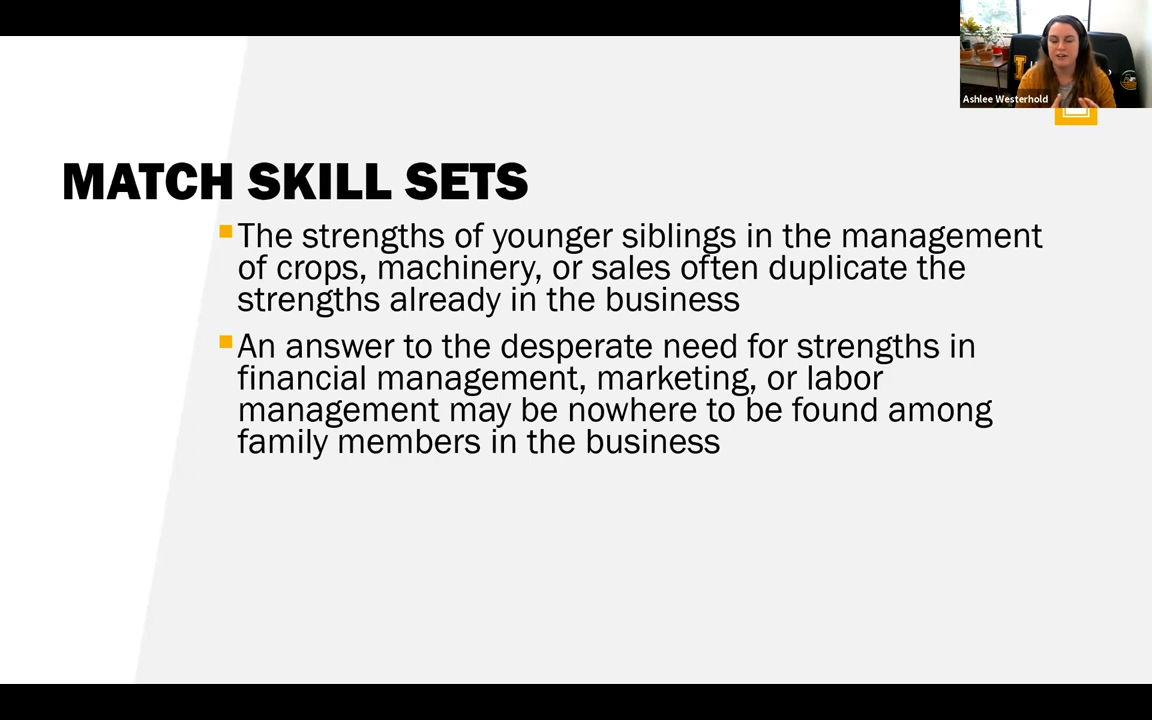 Ashlee Westerhold
MATCH SKILL SETS
The strengths of younger siblings in the management
of crops, machinery, or sales often duplicate the
strengths already in the business
An answer to the desperate need for strengths in
financial management, marketing, or labor
management may be nowhere to be found among
family members in the business